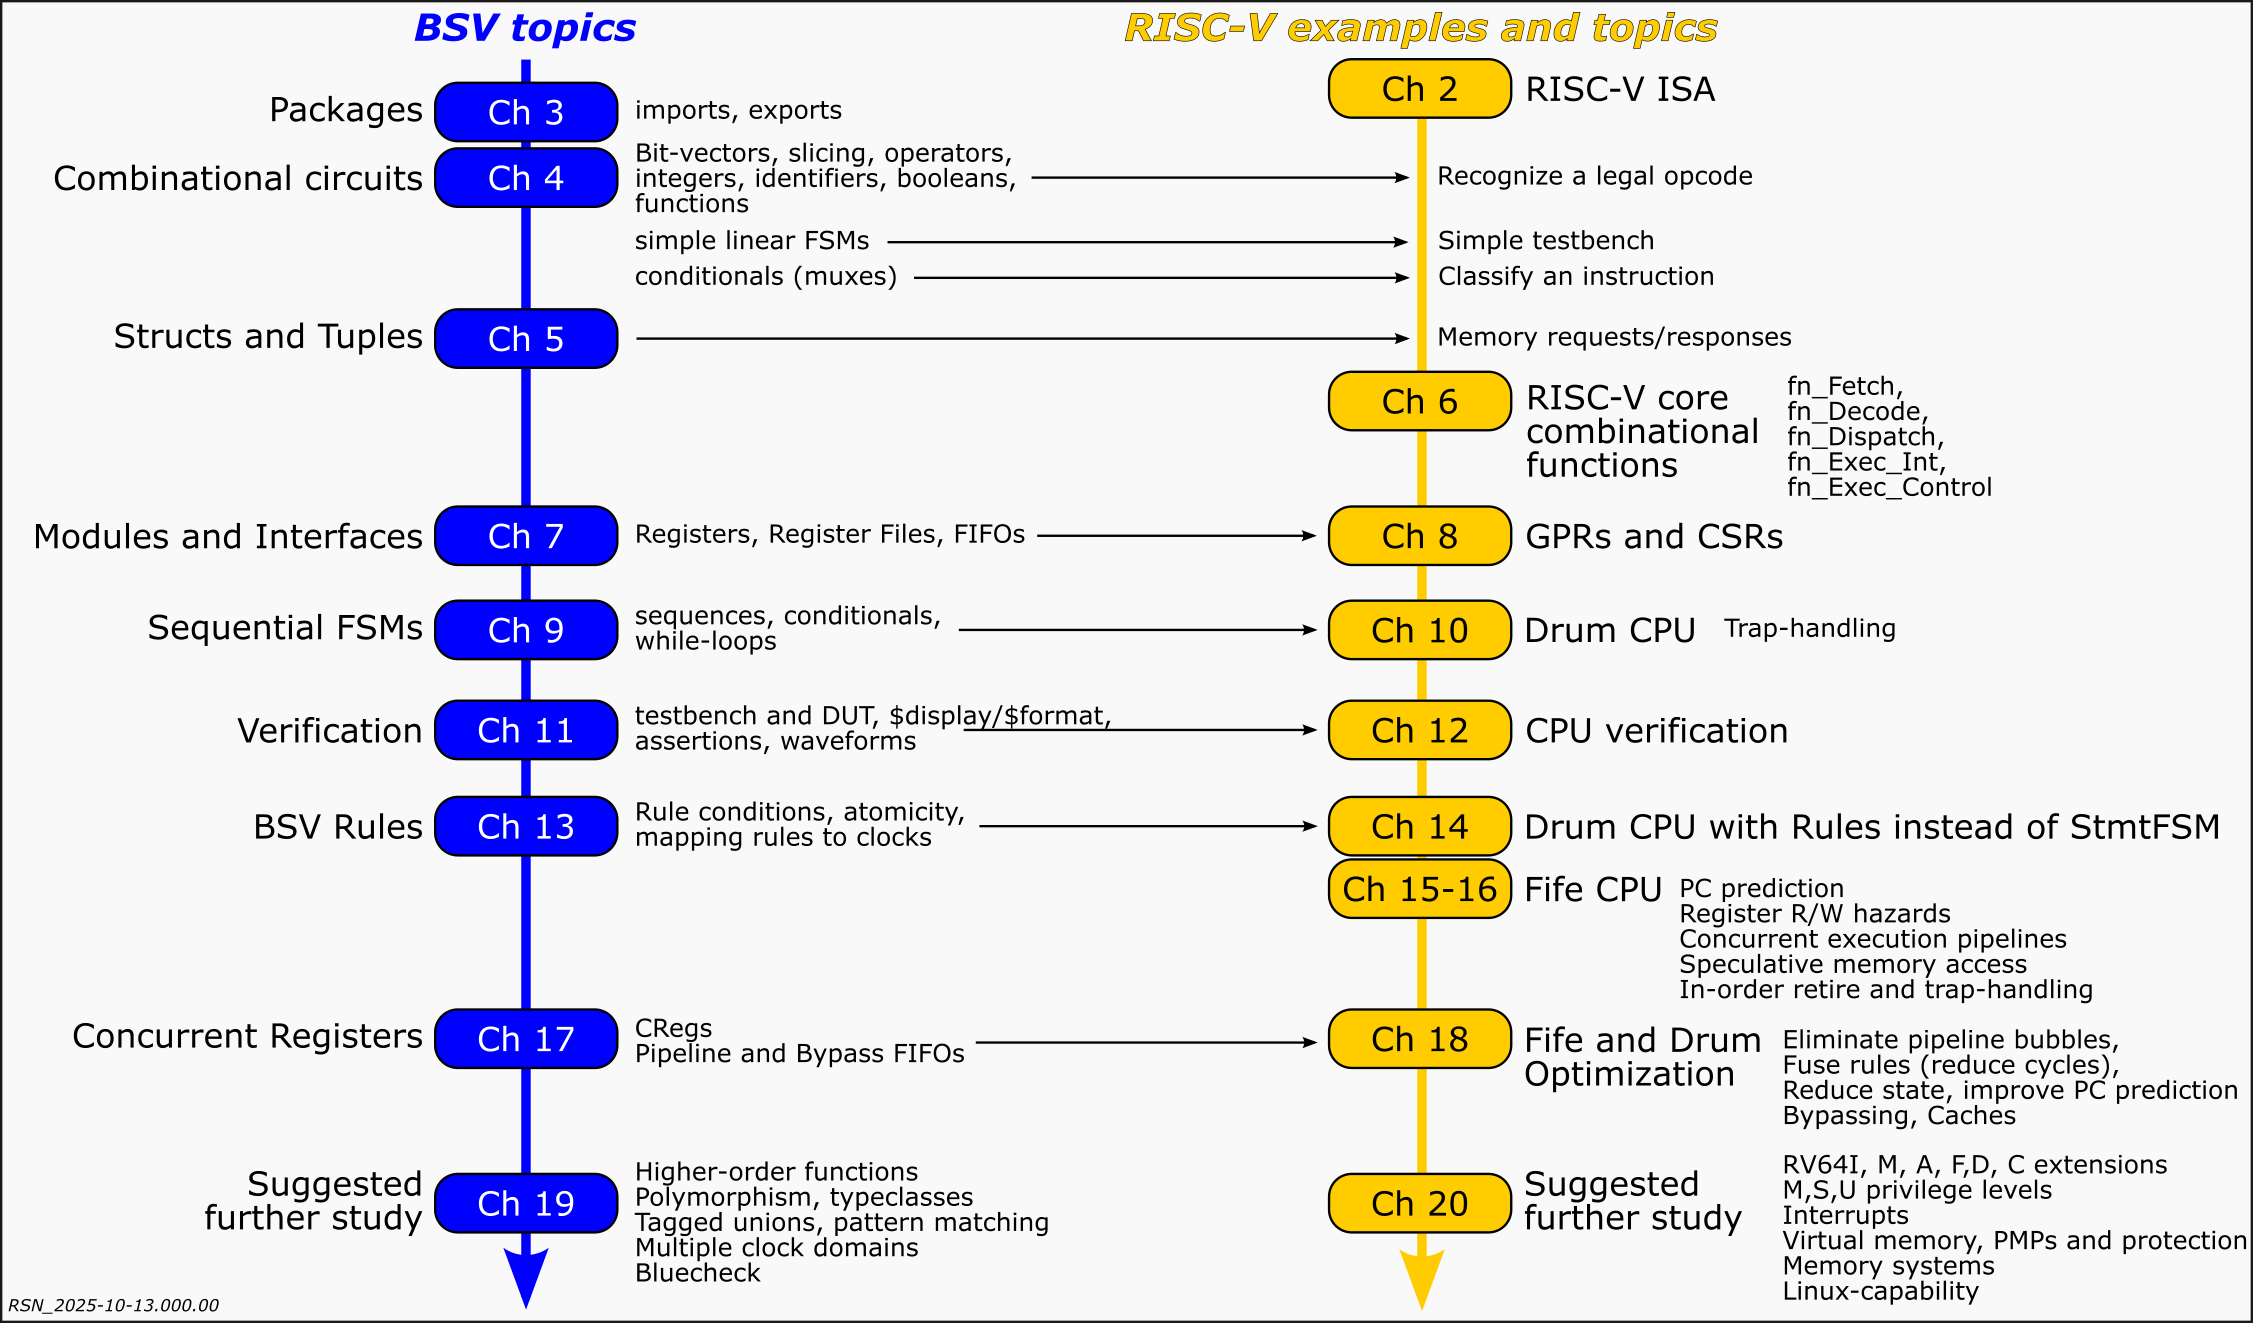 BSV topics
RISC-V examples and topics
Ch 2
RISC-V ISA
Packages
Ch 3
imports, exports
Combinational circuits
Ch 4
Bit-vectors, slicing, operators,
integers, identifiers, booleans,
functions
Recognize a legal opcode
simple linear FSMs
Simple testbench
conditionals (muxes)
Classify an instruction
Structs and Tuples
Ch 5
Memory requests/responses
Ch 6
RISC-V core
combinational
functions
fn_Fetch,
fn_Decode,
fn_Dispatch,
fn_Exec_Int,
fn_Exec_Control
Modules and Interfaces
Ch 7
Registers, Register Files, FIFOs
Ch 8
GPRs and CSRs
Sequential FSMs
Ch 9
sequences, conditionals,
while-loops
Ch 10
Drum CPU
Trap-handling
Verification
Ch 11
testbench and DUT, $display/$format,
assertions, waveforms
Ch 12
CPU verification
BSV Rules
Ch 13
Rule conditions, atomicity,
mapping rules to clocks
Ch 14
Drum CPU with Rules instead of StmtFSM
Ch 15-16
Fife CPU
PC prediction
Register R/W hazards
Concurrent execution pipelines
Speculative memory access
In-order retire and trap-handling
Concurrent Registers
Ch 17
CRegs
Pipeline and Bypass FIFOs
Ch 18
Fife and Drum
Optimization
Eliminate pipeline bubbles,
Fuse rules (reduce cycles),
Reduce state, improve PC prediction
Bypassing, Caches
Suggested
further study
Ch 19
Higher-order functions
Polymorphism, typeclasses
Tagged unions, pattern matching
Multiple clock domains
Bluecheck
Ch 20
Suggested
further study
RV64I, M, A, F,D, C extensions
M,S,U privilege levels
Interrupts
Virtual memory, PMPs and protection
Memory systems
Linux-capability
RSN_2025-10-13.000.00